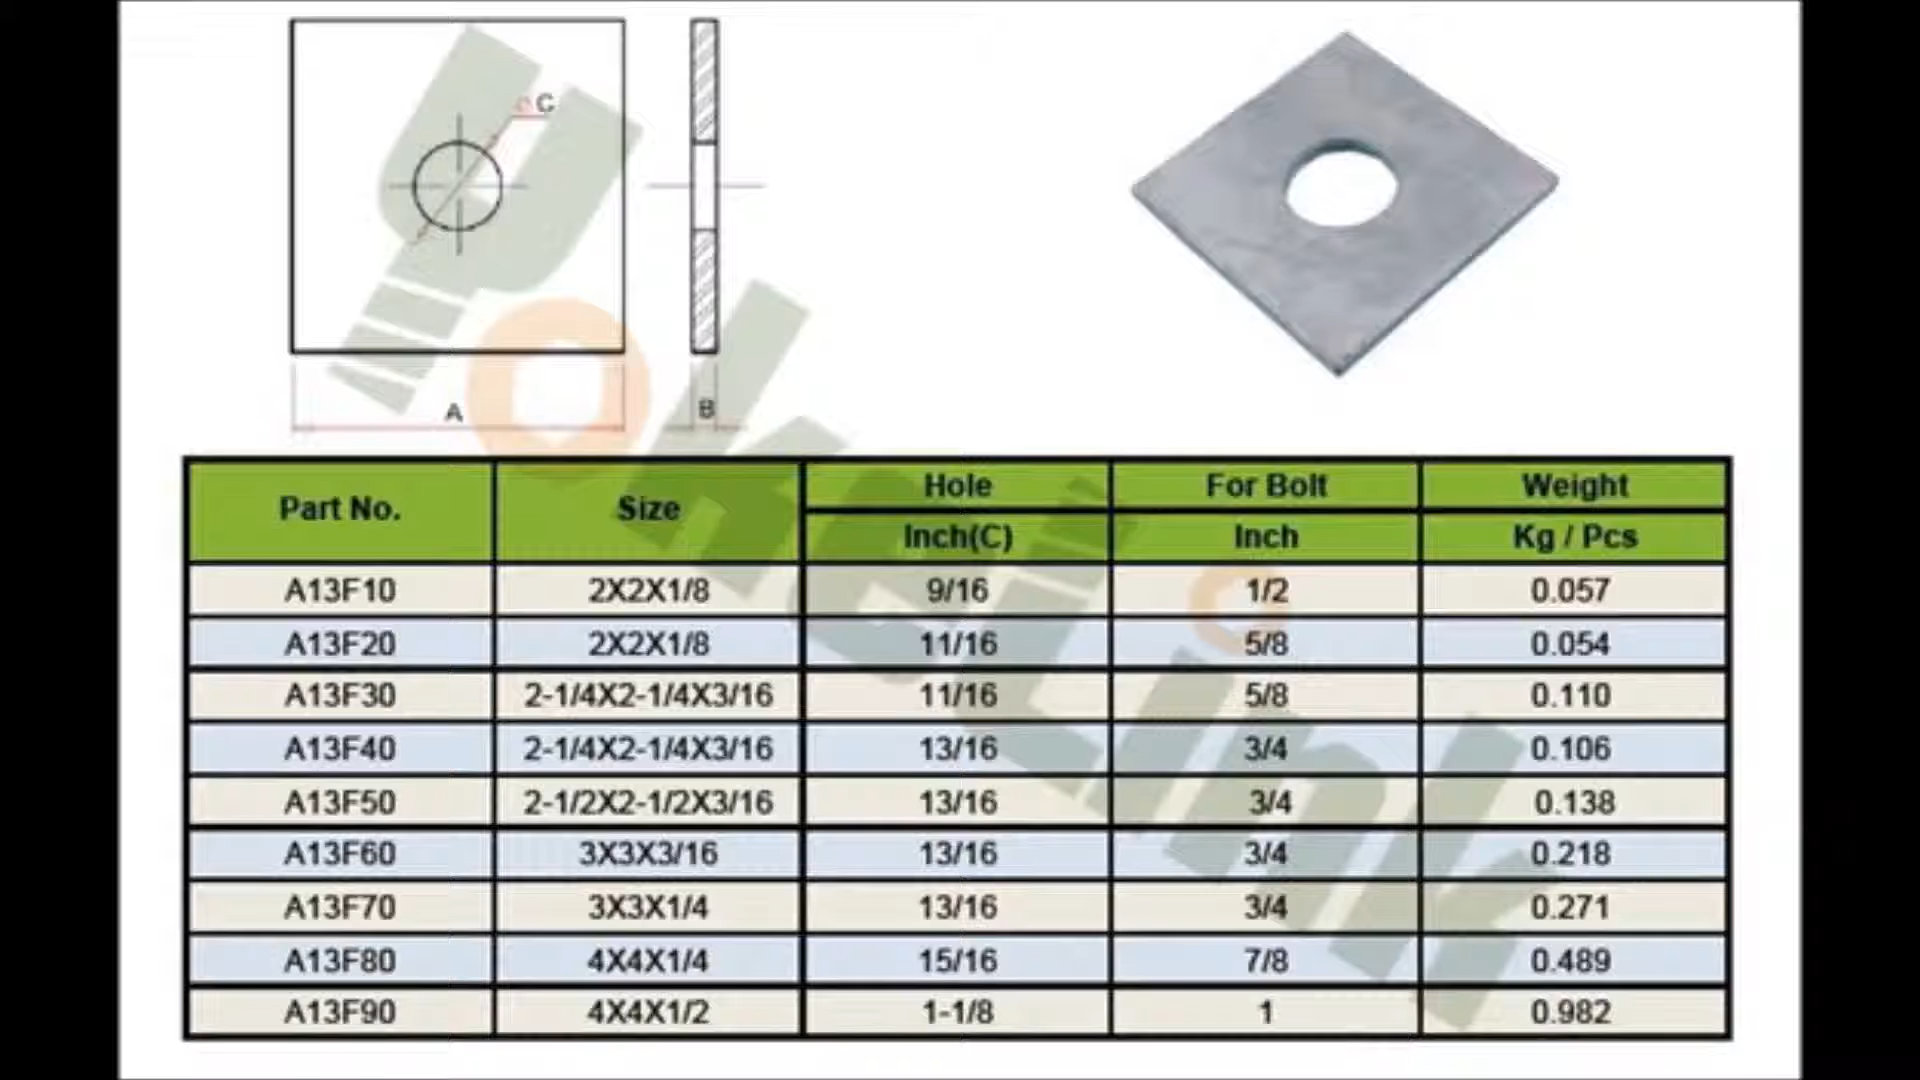 ⌀ C
A
B
Part No. Size Hole For Bolt Weight
Inch(C) Inch Kg / Pcs
A13F10 2X2X1/8 9/16 1/2 0.057
A13F20 2X2X1/8 11/16 5/8 0.054
A13F30 2-1/4X2-1/4X3/16 11/16 5/8 0.110
A13F40 2-1/4X2-1/4X3/16 13/16 3/4 0.106
A13F50 2-1/2X2-1/2X3/16 13/16 3/4 0.138
A13F60 3X3X3/16 13/16 3/4 0.218
A13F70 3X3X1/4 13/16 3/4 0.271
A13F80 4X4X1/4 15/16 7/8 0.489
A13F90 4X4X1/2 1-1/8 1 0.982
YokeLink